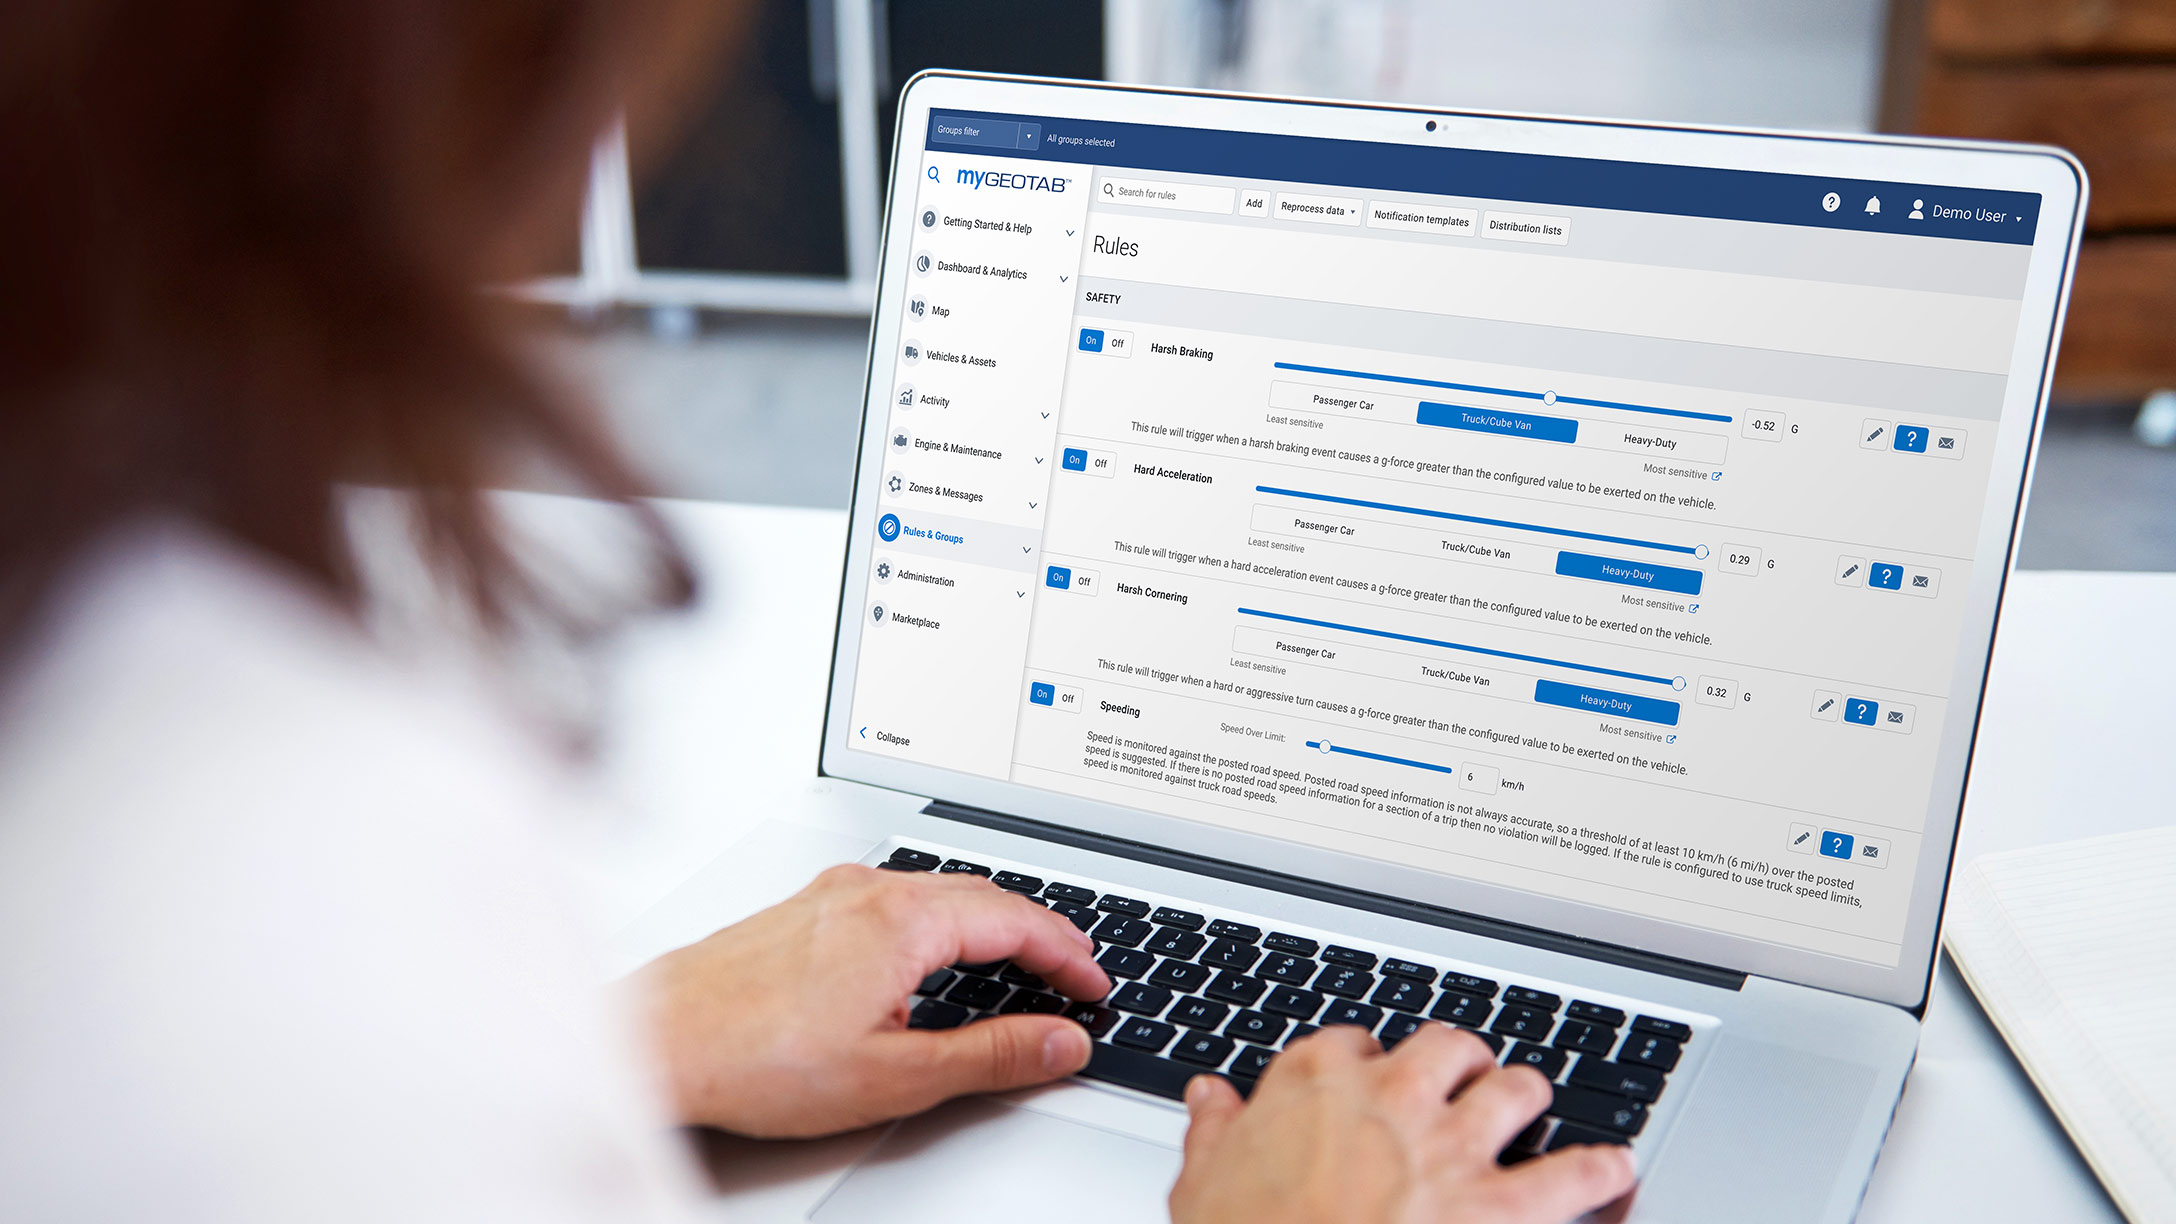 Groups filter
All groups selected
Demo User
myGEOTAB™
Search for rules
Add
Reprocess data
Notification templates
Distribution lists
Getting Started & Help
Dashboard & Analytics
Map
Vehicles & Assets
Activity
Engine & Maintenance
Zones & Messages
Rules & Groups
Administration
Marketplace
Collapse
Rules
SAFETY
On Off
Harsh Braking
Passenger Car
Truck/Cube Van
Heavy-Duty
-0.52 G
?
Least sensitive
Most sensitive
This rule will trigger when a harsh braking event causes a g-force greater than the configured value to be exerted on the vehicle.
On Off
Hard Acceleration
Passenger Car
Truck/Cube Van
Heavy-Duty
0.29 G
?
Least sensitive
Most sensitive
This rule will trigger when a hard acceleration event causes a g-force greater than the configured value to be exerted on the vehicle.
On Off
Harsh Cornering
Passenger Car
Truck/Cube Van
Heavy-Duty
0.32 G
?
Least sensitive
Most sensitive
This rule will trigger when a hard or aggressive turn causes a g-force greater than the configured value to be exerted on the vehicle.
On Off
Speeding
Speed Over Limit:
6 km/h
?
Speed is monitored against the posted road speed. Posted road speed information is not always accurate, so a threshold of at least 10 km/h (6 mi/h) over the posted
speed is suggested. If there is no posted road speed information for a section of a trip then no violation will be logged. If the rule is configured to use truck speed limits,
speed is monitored against truck road speeds.